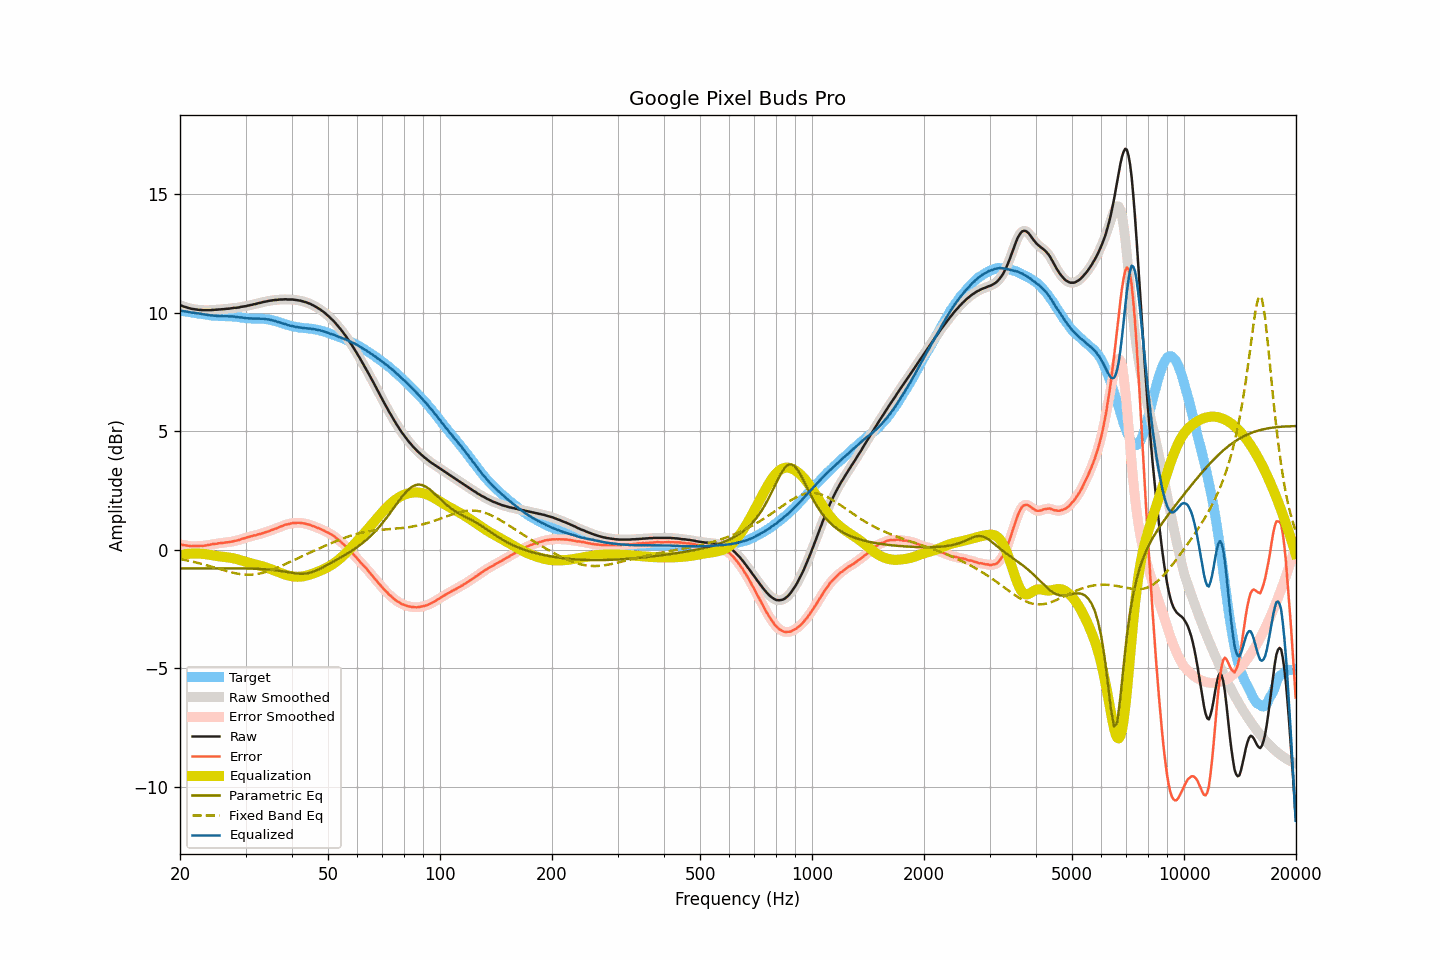 Google Pixel Buds Pro
15
10
5
0
−5
−10
Amplitude (dBr)
Target
Raw Smoothed
Error Smoothed
Raw
Error
Equalization
Parametric Eq
Fixed Band Eq
Equalized
20 50 100 200 500 1000 2000 5000 10000 20000
Frequency (Hz)